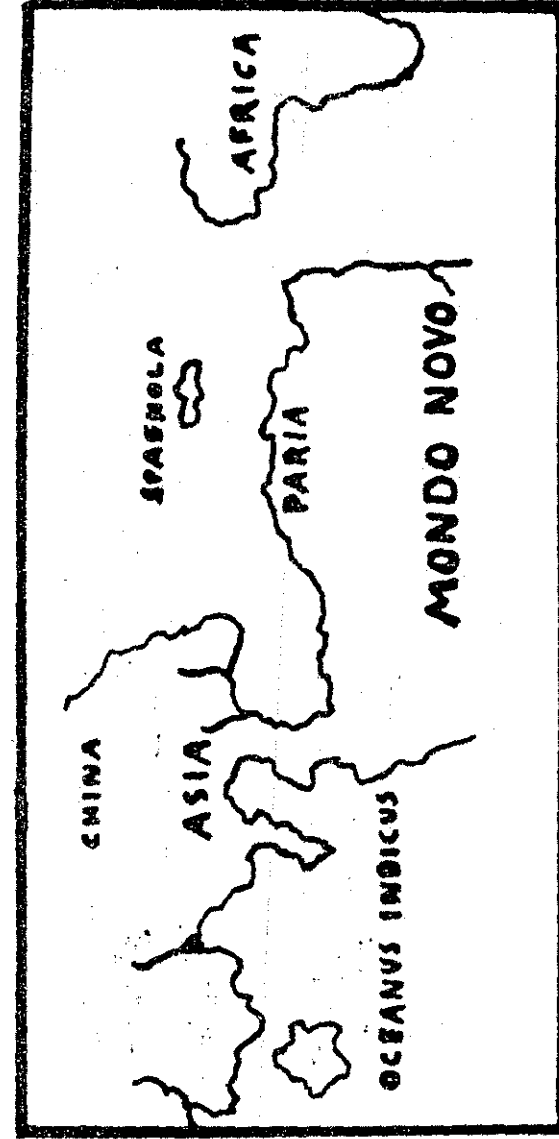 CHINA
SPAGNOLA
ASIA
AFRICA
PARIA
OCEANUS INDICUS
MONDO NOVO